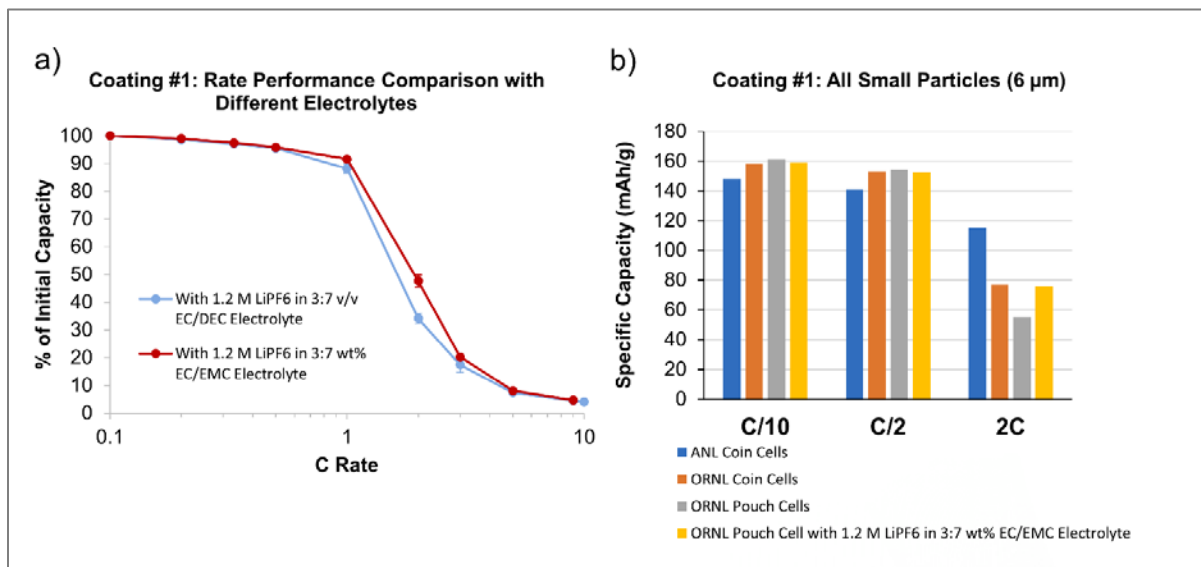 a)
Coating #1: Rate Performance Comparison with
Different Electrolytes
% of Initial Capacity
100
90
80
70
60
50
40
30
20
10
0
With 1.2 M LiPF6 in 3:7 v/v
EC/DEC Electrolyte
With 1.2 M LiPF6 in 3:7 wt%
EC/EMC Electrolyte
0.1
1
10
C Rate
b)
Coating #1: All Small Particles (6 µm)
Specific Capacity (mAh/g)
180
160
140
120
100
80
60
40
20
0
C/10
C/2
2C
ANL Coin Cells
ORNL Coin Cells
ORNL Pouch Cells
ORNL Pouch Cell with 1.2 M LiPF6 in 3:7 wt% EC/EMC Electrolyte